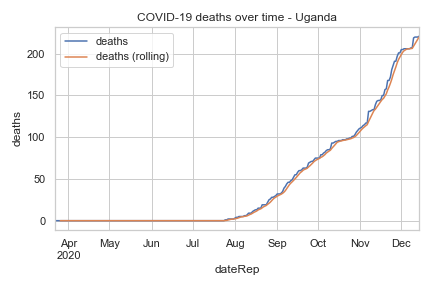 COVID-19 deaths over time - Uganda
deaths
deaths (rolling)
deaths
200
150
100
50
0
Apr May Jun Jul Aug Sep Oct Nov Dec
2020
dateRep